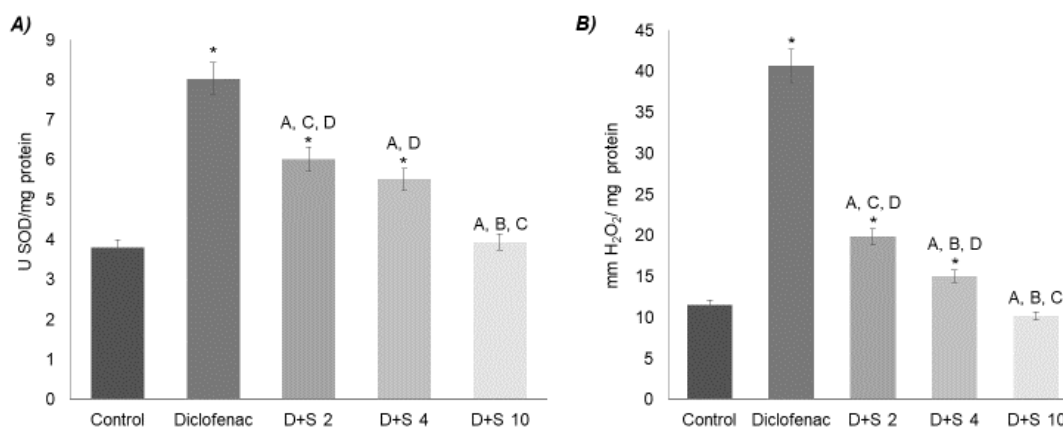 A)
U SOD/mg protein
9
8
7
6
5
4
3
2
1
0
*
A, C, D
*
A, D
*
A, B, C
Control Diclofenac D+S 2 D+S 4 D+S 10
B)
mm H₂O₂/ mg protein
45
40
35
30
25
20
15
10
5
0
*
A, C, D
*
A, B, D
*
A, B, C
Control Diclofenac D+S 2 D+S 4 D+S 10